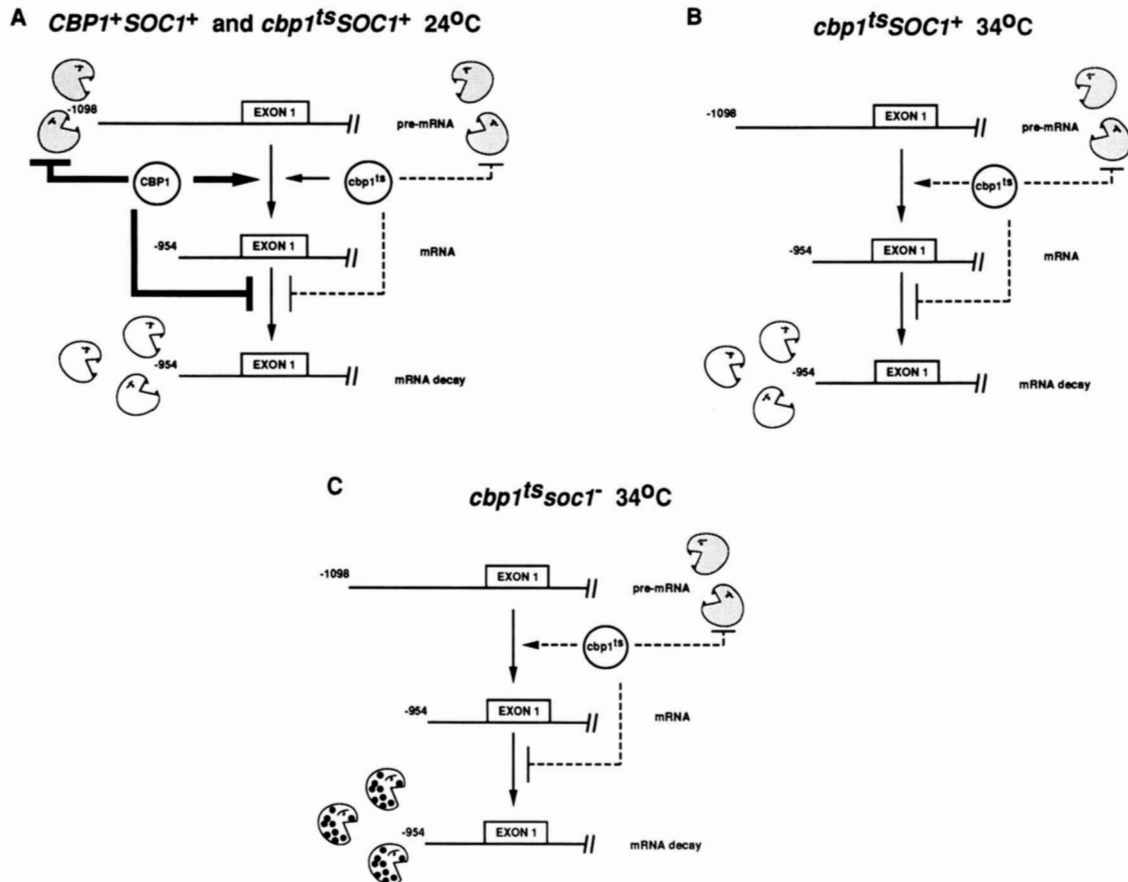 A CBP1+SOC1+ and cbp1ts SOC1+ 24oC
-1098
EXON 1
pre-mRNA
CBP1
cbp1ts
-954
EXON 1
mRNA
-954
EXON 1
mRNA decay
B cbp1tsSOC1+ 34oC
-1098
EXON 1
pre-mRNA
cbp1ts
-954
EXON 1
mRNA
-954
EXON 1
mRNA decay
C cbp1tssoc1- 34oC
-1098
EXON 1
pre-mRNA
cbp1ts
-954
EXON 1
mRNA
-954
EXON 1
mRNA decay